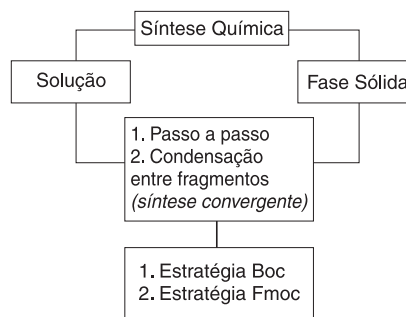 Síntese Química
Solução
Fase Sólida
1. Passo a passo
2. Condensação
entre fragmentos
(síntese convergente)
1. Estratégia Boc
2. Estratégia Fmoc